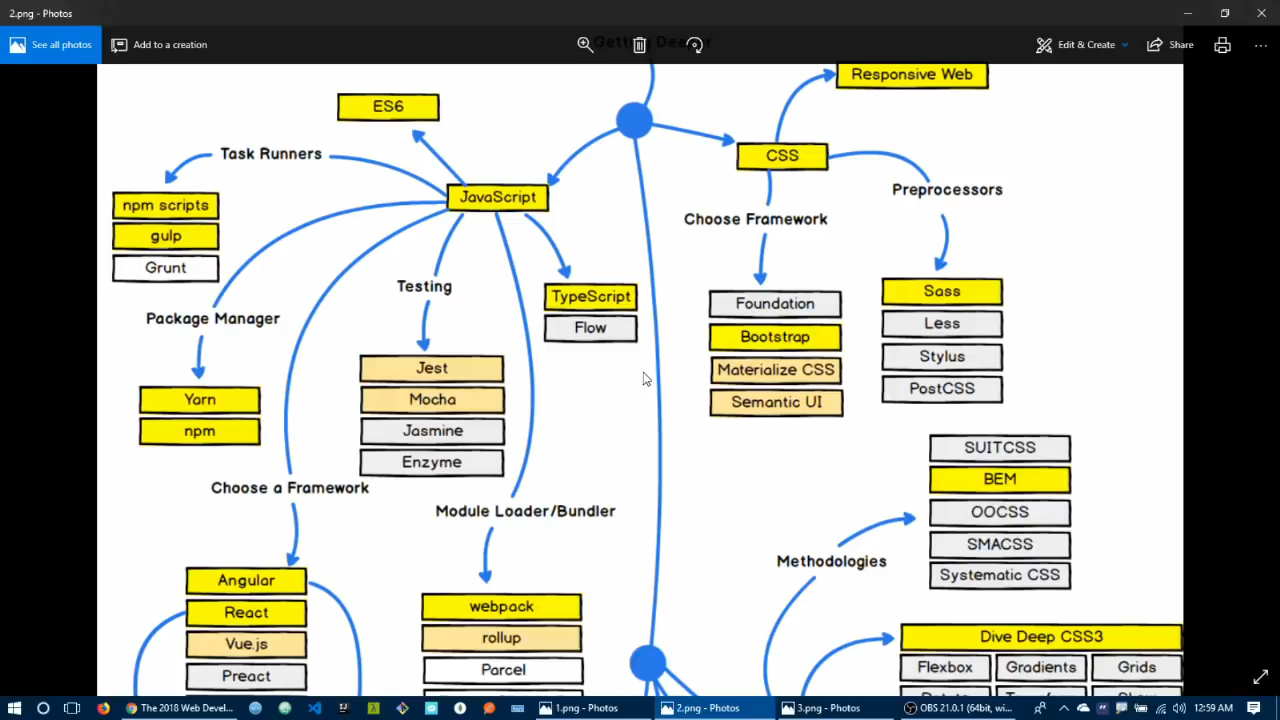 2.png - Photos
See all photos
Add to a creation
Edit & Create
Share
Responsive Web
ES6
Task Runners
CSS
JavaScript
Preprocessors
npm scripts
gulp
Grunt
Choose Framework
Testing
TypeScript
Flow
Sass
Less
Stylus
PostCSS
Foundation
Bootstrap
Materialize CSS
Semantic UI
Package Manager
Yarn
npm
Jest
Mocha
Jasmine
Enzyme
SUITCSS
BEM
OOCSS
SMACSS
Systematic CSS
Choose a Framework
Module Loader/Bundler
Methodologies
Angular
React
Vue.js
Preact
webpack
rollup
Parcel
Dive Deep CSS3
Flexbox
Gradients
Grids
The 2018 Web Devel...
1.png - Photos
2.png - Photos
3.png - Photos
OBS 21.0.1 (64bit, wi...
12:59 AM